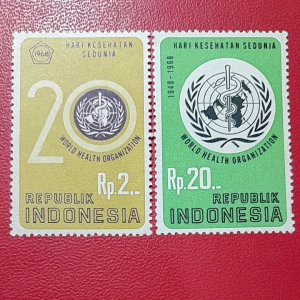 1968
HARI KESEHATAN
SEDUNIA
20
WORLD HEALTH ORGANIZATION
Rp.2,-
REPUBLIK
INDONESIA
HARI KESEHATAN SEDUNIA
1948-1968
WORLD HEALTH ORGANIZATION
Rp.20,-
REPUBLIK
INDONESIA